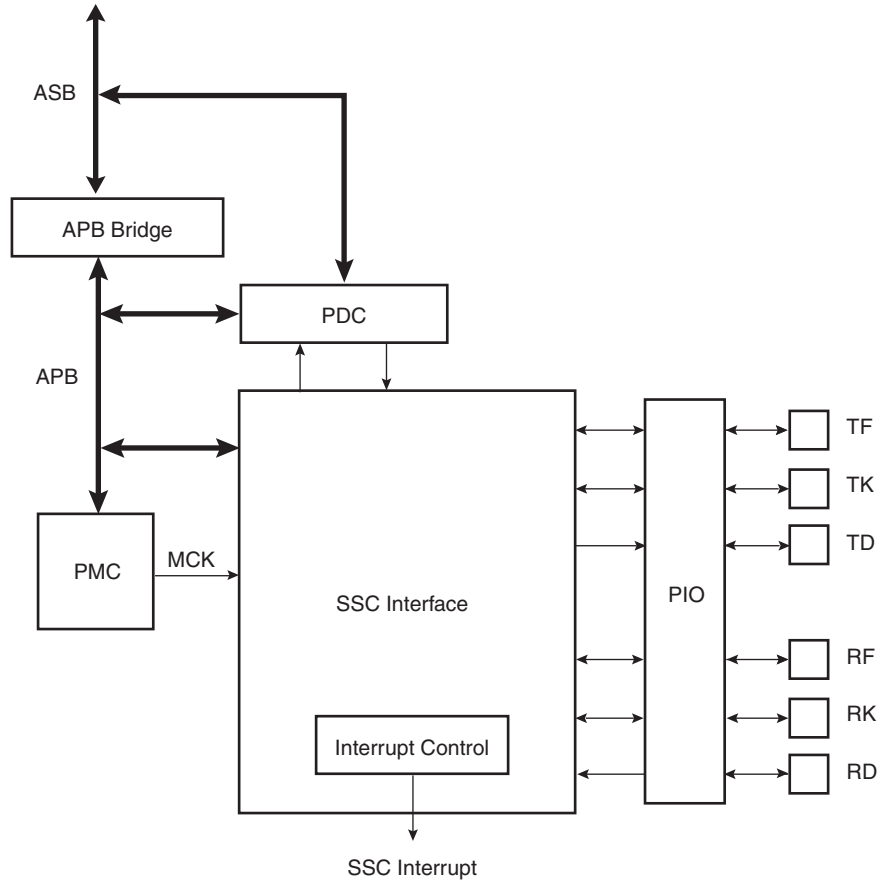 ASB
APB Bridge
PDC
APB
TF
TK
TD
MCK
PMC
PIO
SSC Interface
RF
RK
Interrupt Control
RD
SSC Interrupt